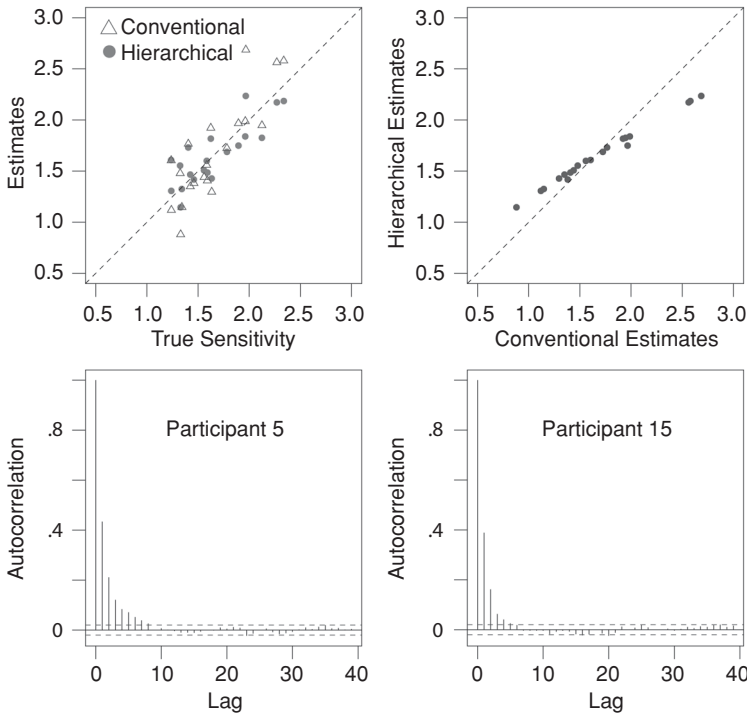 3.0
2.5
2.0
1.5
1.0
0.5
Estimates
Conventional
Hierarchical
0.5 1.0 1.5 2.0 2.5 3.0
True Sensitivity
3.0
2.5
2.0
1.5
1.0
0.5
Hierarchical Estimates
0.5 1.0 1.5 2.0 2.5 3.0
Conventional Estimates
.8
.4
0
Autocorrelation
Participant 5
0 10 20 30 40
Lag
.8
.4
0
Autocorrelation
Participant 15
0 10 20 30 40
Lag